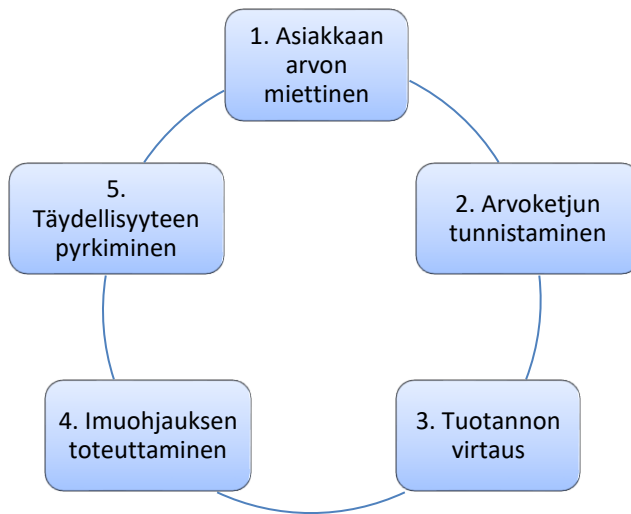 1. Asiakkaan
arvon
miettinen
2. Arvoketjun
tunnistaminen
3. Tuotannon
virtaus
4. Imuohjauksen
toteuttaminen
5.
Täydellisyyteen
pyrkiminen